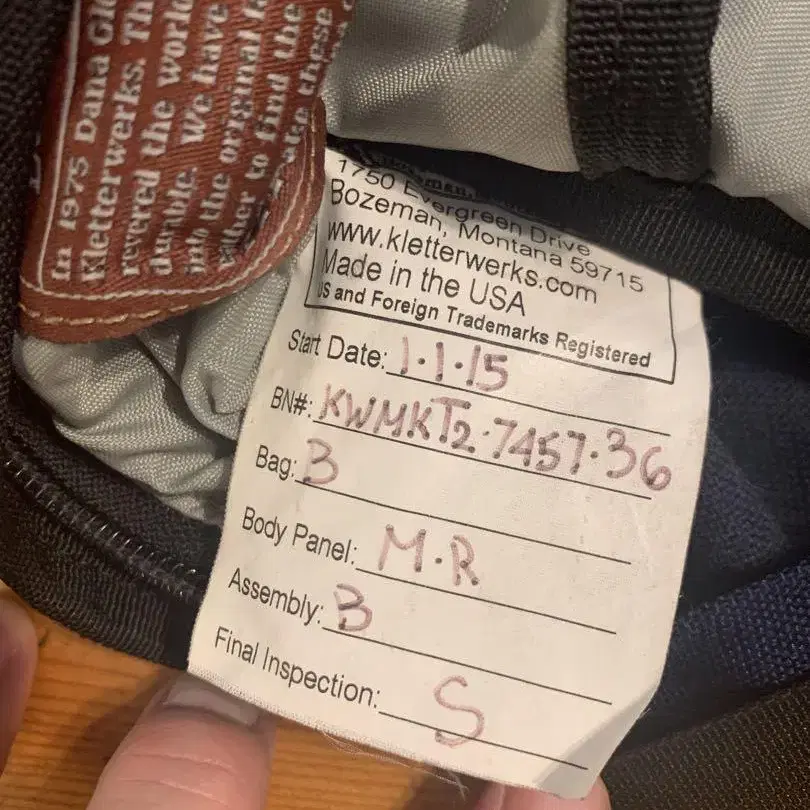 In 1975 Dana
Kletterwerks. Th
revered the world
durable. We have
into the original
to find the
these
1750 Evergreen Drive
Bozeman, Montana 59715
www.kletterwerks.com
Made in the USA
US and Foreign Trademarks Registered
Start Date: 1·1·15
BN#: KWMKT2·7457·36
Bag: B
Body Panel: M·R
Assembly: B
Final Inspection: S